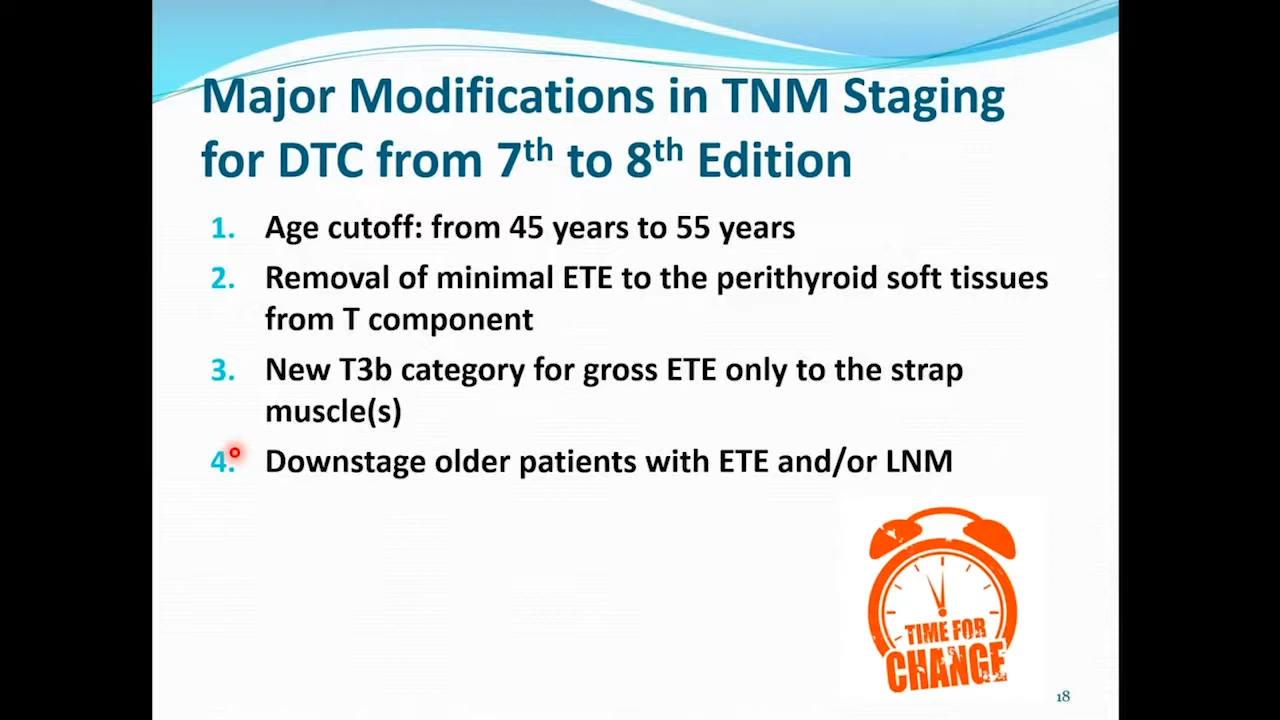 Major Modifications in TNM Staging
for DTC from 7th to 8th Edition
1. Age cutoff: from 45 years to 55 years
2. Removal of minimal ETE to the perithyroid soft tissues
from T component
3. New T3b category for gross ETE only to the strap
muscle(s)
4. Downstage older patients with ETE and/or LNM
TIME FOR
CHANGE
18